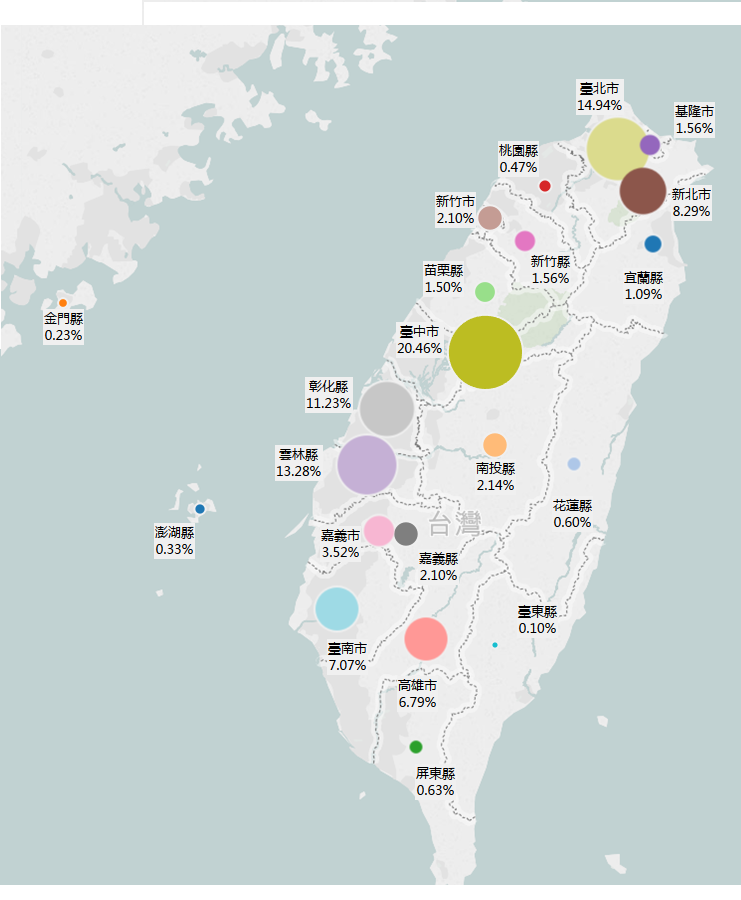 臺北市
14.94%
基隆市
1.56%
桃園縣
0.47%
新北市
8.29%
新竹市
2.10%
新竹縣
1.56%
宜蘭縣
1.09%
苗栗縣
1.50%
金門縣
0.23%
臺中市
20.46%
彰化縣
11.23%
雲林縣
13.28%
南投縣
2.14%
花蓮縣
0.60%
澎湖縣
0.33%
台灣
嘉義市
3.52%
嘉義縣
2.10%
臺東縣
0.10%
臺南市
7.07%
高雄市
6.79%
屏東縣
0.63%